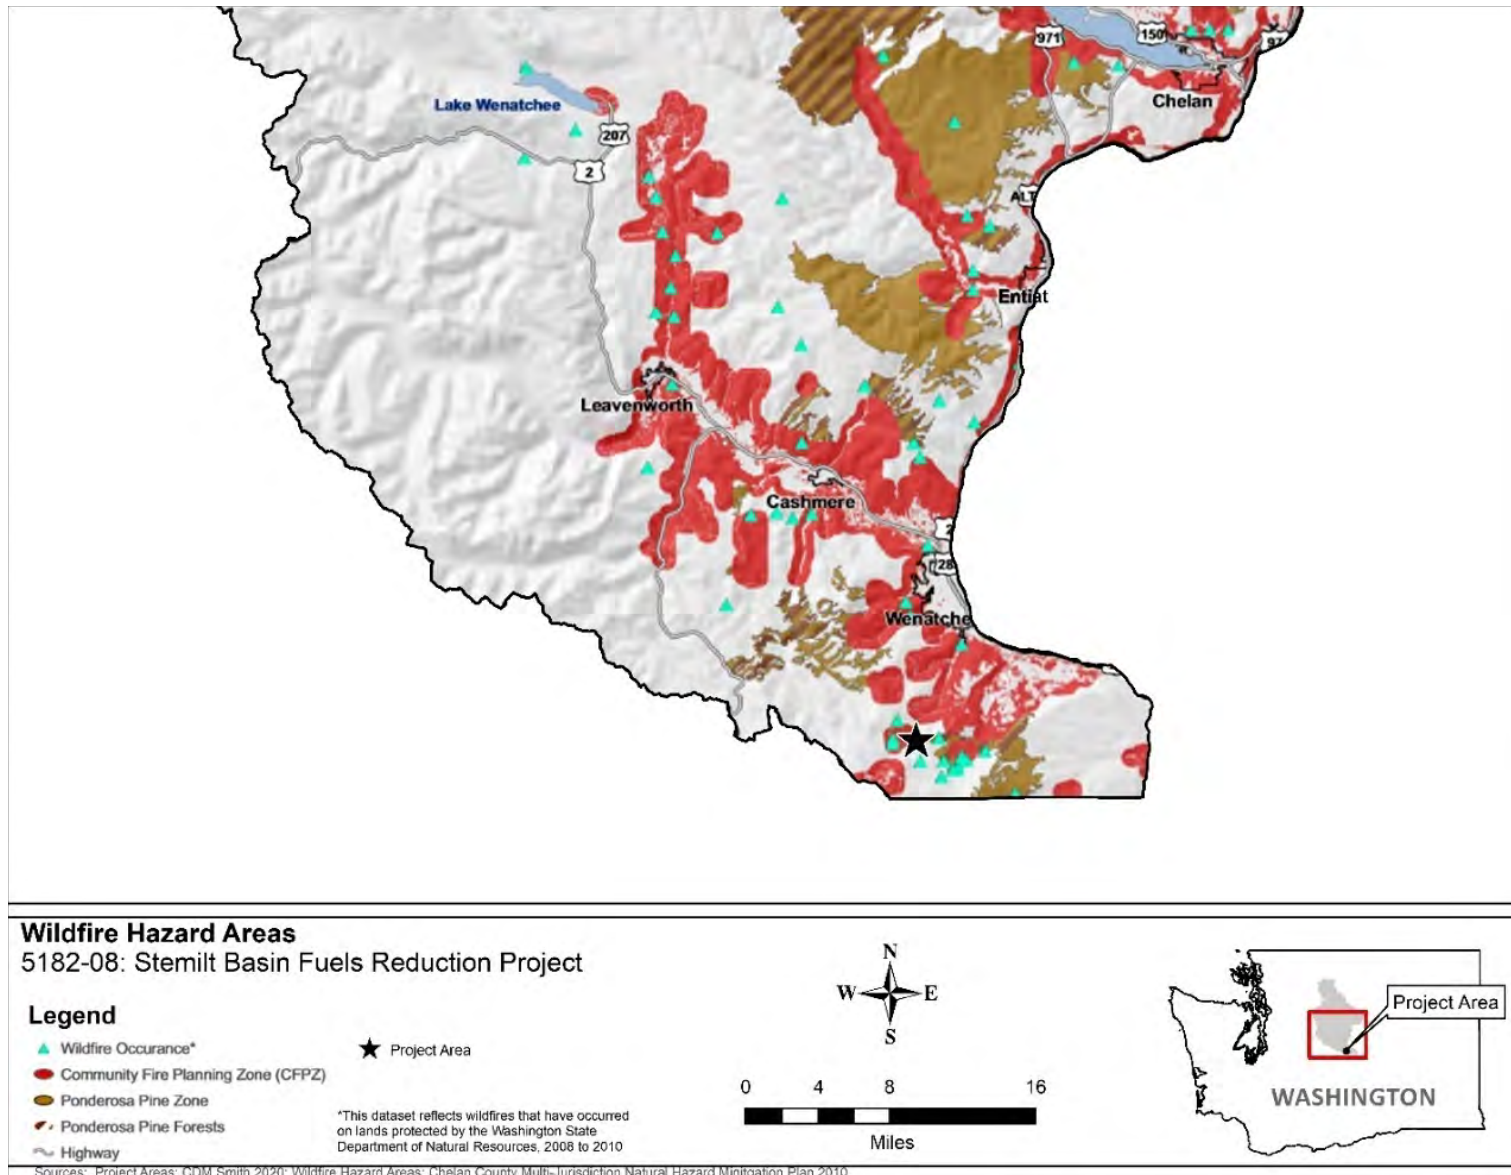 971
150
97
Chelan
Lake Wenatchee
207
2
ALT
Entiat
Leavenworth
Cashmere
2
28
Wenatche
Wildfire Hazard Areas
5182-08: Stemilt Basin Fuels Reduction Project
Legend
Wildfire Occurance*
Community Fire Planning Zone (CFPZ)
Ponderosa Pine Zone
Ponderosa Pine Forests
Highway
Project Area
*This dataset reflects wildfires that have occurred
on lands protected by the Washington State
Department of Natural Resources, 2008 to 2010
N
W E
S
0 4 8 16
Miles
Project Area
WASHINGTON
Sources: Project Areas: CDM Smith 2020; Wildfire Hazard Areas: Chelan County Multi-Jurisdiction Natural Hazard Minitgation Plan 2010